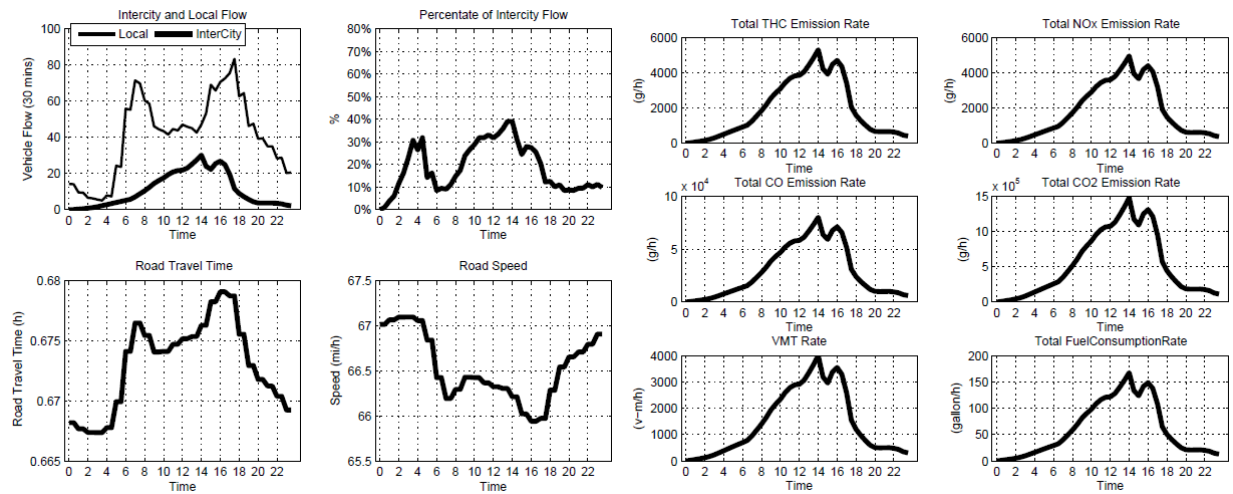 Intercity and Local Flow
Local
InterCity
Vehicle Flow (30 mins)
100
80
60
40
20
0
0 2 4 6 8 10 12 14 16 18 20 22
Time
Percentate of Intercity Flow
%
80%
70%
60%
50%
40%
30%
20%
10%
0%
0 2 4 6 8 10 12 14 16 18 20 22
Time
Total THC Emission Rate
(g/h)
6000
4000
2000
0
0 2 4 6 8 10 12 14 16 18 20 22
Time
Total NOx Emission Rate
(g/h)
6000
4000
2000
0
0 2 4 6 8 10 12 14 16 18 20 22
Time
x 10^4
Total CO Emission Rate
(g/h)
10
5
0
0 2 4 6 8 10 12 14 16 18 20 22
Time
x 10^5
Total CO2 Emission Rate
(g/h)
15
10
5
0
0 2 4 6 8 10 12 14 16 18 20 22
Time
Road Travel Time
Road Travel Time (h)
0.68
0.675
0.67
0.665
0 2 4 6 8 10 12 14 16 18 20 22
Time
Road Speed
Speed (mi/h)
67.5
67
66.5
66
65.5
0 2 4 6 8 10 12 14 16 18 20 22
Time
VMT Rate
(v-m/h)
4000
3000
2000
1000
0
0 2 4 6 8 10 12 14 16 18 20 22
Time
Total FuelConsumptionRate
(gallon/h)
200
150
100
50
0
0 2 4 6 8 10 12 14 16 18 20 22
Time